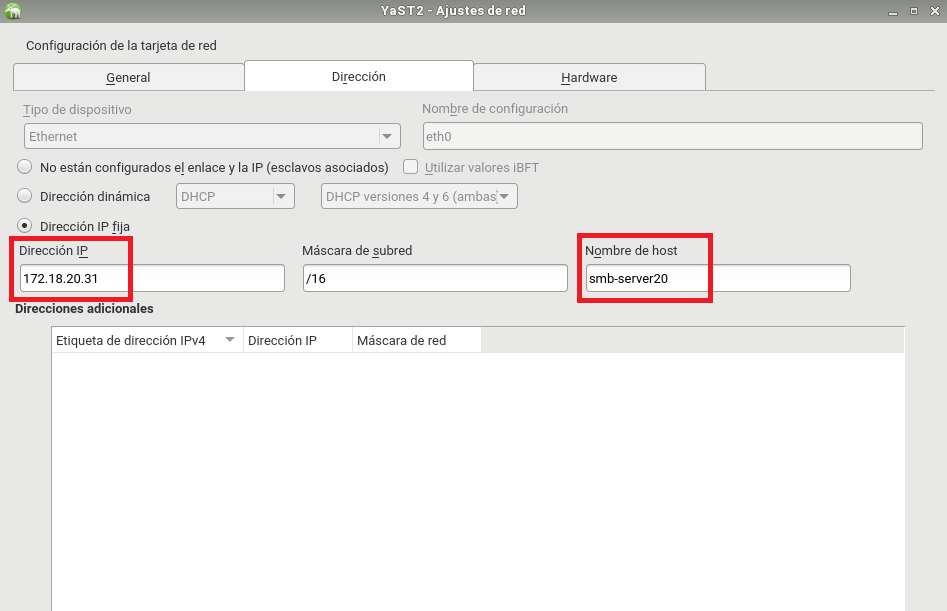 YaST2 - Ajustes de red
Configuración de la tarjeta de red
General Dirección Hardware
Tipo de dispositivo Nombre de configuración
Ethernet eth0
No están configurados el enlace y la IP (esclavos asociados) Utilizar valores iBFT
Dirección dinámica DHCP DHCP versiones 4 y 6 (ambas
Dirección IP fija
Dirección IP Máscara de subred Nombre de host
172.18.20.31 /16 smb-server20
Direcciones adicionales
Etiqueta de dirección IPv4 Dirección IP Máscara de red